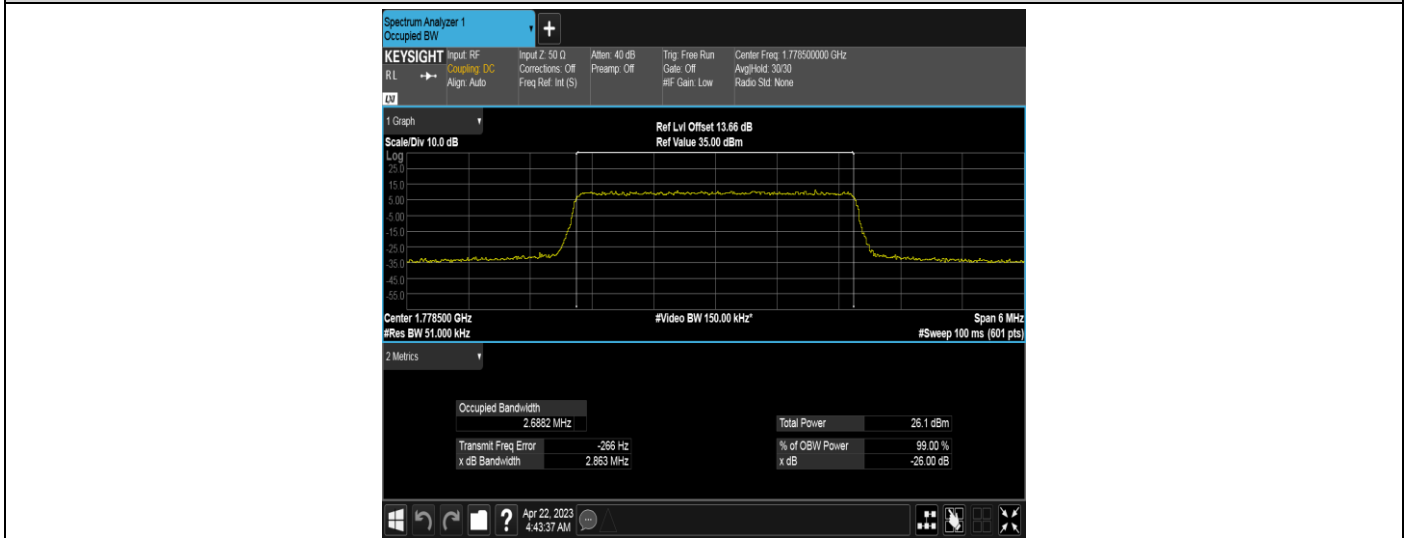 Spectrum Analyzer 1
Occupied BW
+
KEYSIGHT
RL
LXI
Input: RF
Coupling: DC
Align: Auto
Input Z: 50 Ω
Corrections: Off
Freq Ref: Int (S)
Atten: 40 dB
Preamp: Off
Trig: Free Run
Gate: Off
#IF Gain: Low
Center Freq: 1.778500000 GHz
Avg|Hold: 30/30
Radio Std: None
1 Graph
Scale/Div 10.0 dB
Ref Lvl Offset 13.66 dB
Ref Value 35.00 dBm
Log
25.0
15.0
5.00
-5.00
-15.0
-25.0
-35.0
-45.0
-55.0
Center 1.778500 GHz
#Video BW 150.00 kHz*
Span 6 MHz
#Res BW 51.000 kHz
#Sweep 100 ms (601 pts)
2 Metrics
Occupied Bandwidth
2.6882 MHz
Total Power 26.1 dBm
Transmit Freq Error -266 Hz
% of OBW Power 99.00 %
x dB Bandwidth 2.863 MHz
x dB -26.00 dB
?
Apr 22, 2023
4:43:37 AM